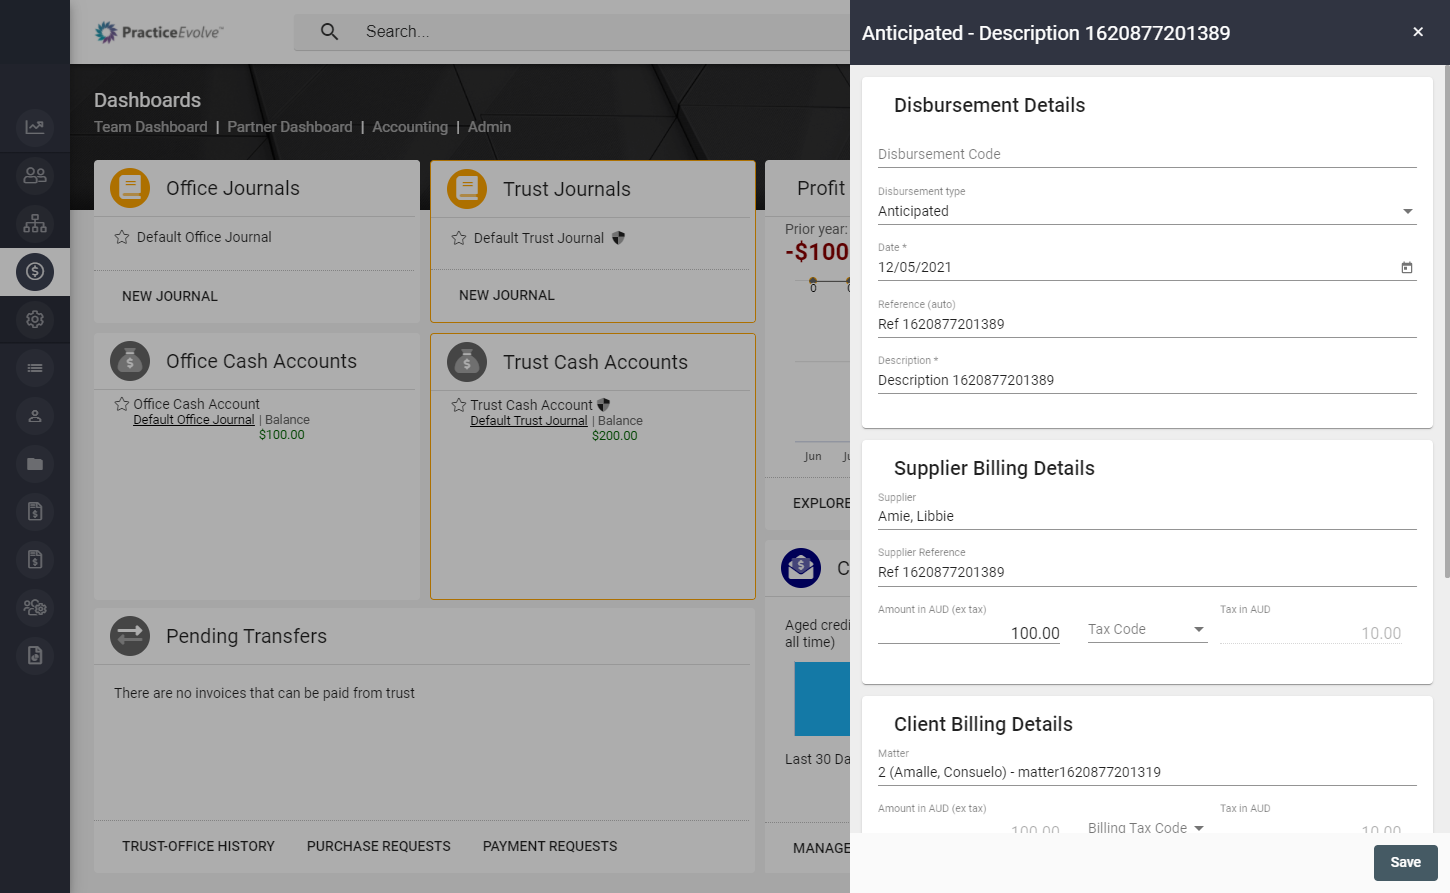 PracticeEvolve™
Search...
Dashboards
Team Dashboard | Partner Dashboard | Accounting | Admin
Office Journals
Default Office Journal
NEW JOURNAL
Trust Journals
Default Trust Journal
NEW JOURNAL
Profit
Prior year:
-$100
0
Jun
EXPLORE
Office Cash Accounts
Office Cash Account
Default Office Journal | Balance
$100.00
Trust Cash Accounts
Trust Cash Account
Default Trust Journal | Balance
$200.00
C
Aged credi
all time)
Last 30 Da
MANAGE
Pending Transfers
There are no invoices that can be paid from trust
TRUST-OFFICE HISTORY PURCHASE REQUESTS PAYMENT REQUESTS
Anticipated - Description 1620877201389
Disbursement Details
Disbursement Code
Disbursement type
Anticipated
Date *
12/05/2021
Reference (auto)
Ref 1620877201389
Description *
Description 1620877201389
Supplier Billing Details
Supplier
Amie, Libbie
Supplier Reference
Ref 1620877201389
Amount in AUD (ex tax) Tax in AUD
100.00 Tax Code 10.00
Client Billing Details
Matter
2 (Amalle, Consuelo) - matter1620877201319
Amount in AUD (ex tax) Tax in AUD
100.00 Billing Tax Code 10.00
Save